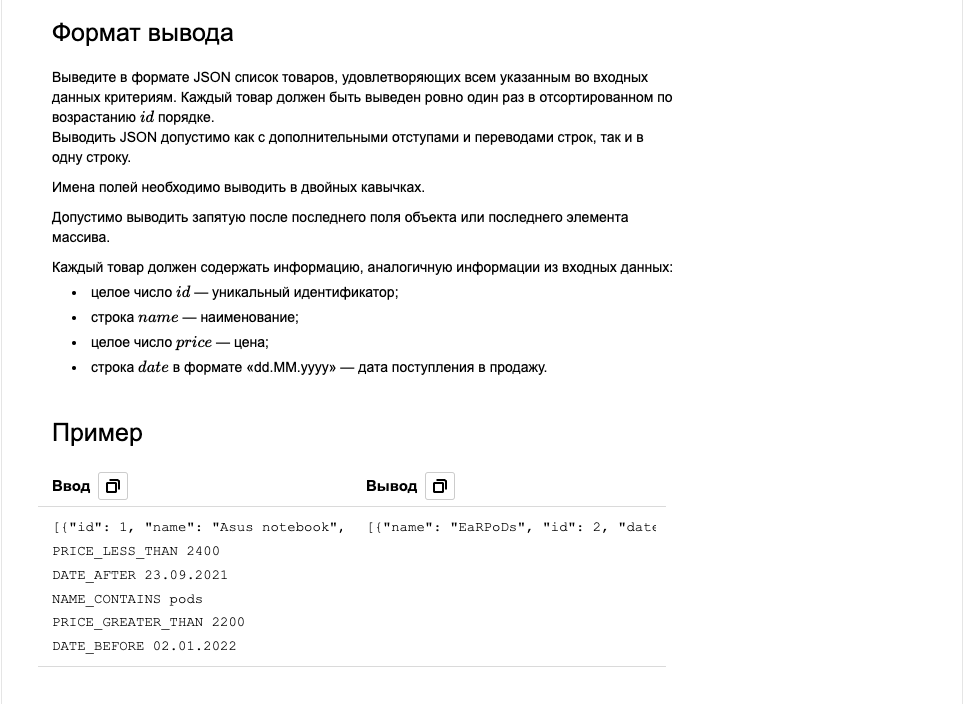 Формат вывода
Выведите в формате JSON список товаров, удовлетворяющих всем указанным во входных
данных критериям. Каждый товар должен быть выведен ровно один раз в отсортированном по
возрастанию id порядке.
Выводить JSON допустимо как с дополнительными отступами и переводами строк, так и в
одну строку.
Имена полей необходимо выводить в двойных кавычках.
Допустимо выводить запятую после последнего поля объекта или последнего элемента
массива.
Каждый товар должен содержать информацию, аналогичную информации из входных данных:
• целое число id — уникальный идентификатор;
• строка name — наименование;
• целое число price — цена;
• строка date в формате «dd.MM.yyyy» — дата поступления в продажу.
Пример
Ввод Вывод
[{"id": 1, "name": "Asus notebook", [{"name": "EaRPoDs", "id": 2, "date
PRICE_LESS_THAN 2400
DATE_AFTER 23.09.2021
NAME_CONTAINS pods
PRICE_GREATER_THAN 2200
DATE_BEFORE 02.01.2022